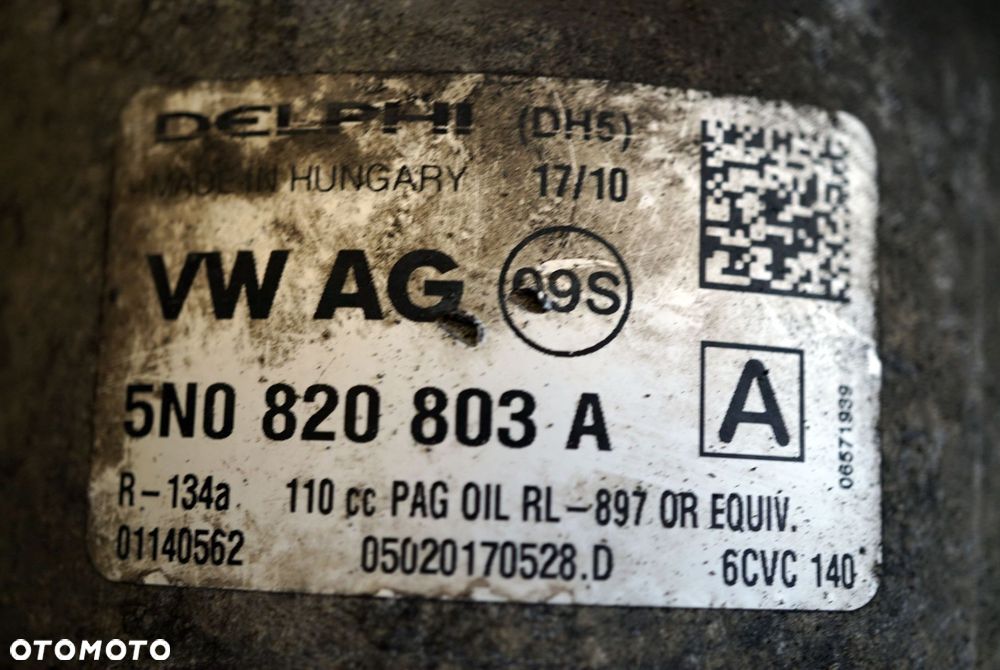 DELPHI (DH5)
MADE IN HUNGARY 17/10
VW AG 09S
5N0 820 803 A A
06571939
R-134a 110 cc PAG OIL RL-897 OR EQUIV.
01140562 05020170528.D 6CVC 140
OTOMOTO